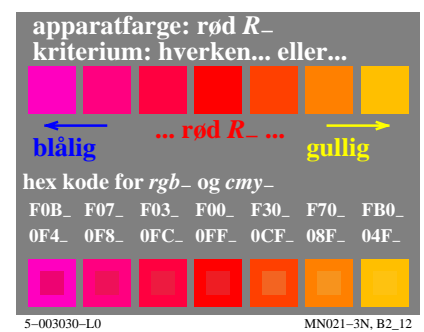 apparatfarge: rød R_
kriterium: hverken... eller...
... rød R_ ...
blålig gullig
hex kode for rgb_ og cmy_
F0B_ F07_ F03_ F00_ F30_ F70_ FB0_
0F4_ 0F8_ 0FC_ 0FF_ 0CF_ 08F_ 04F_
5-003030-L0 MN021-3N, B2_12